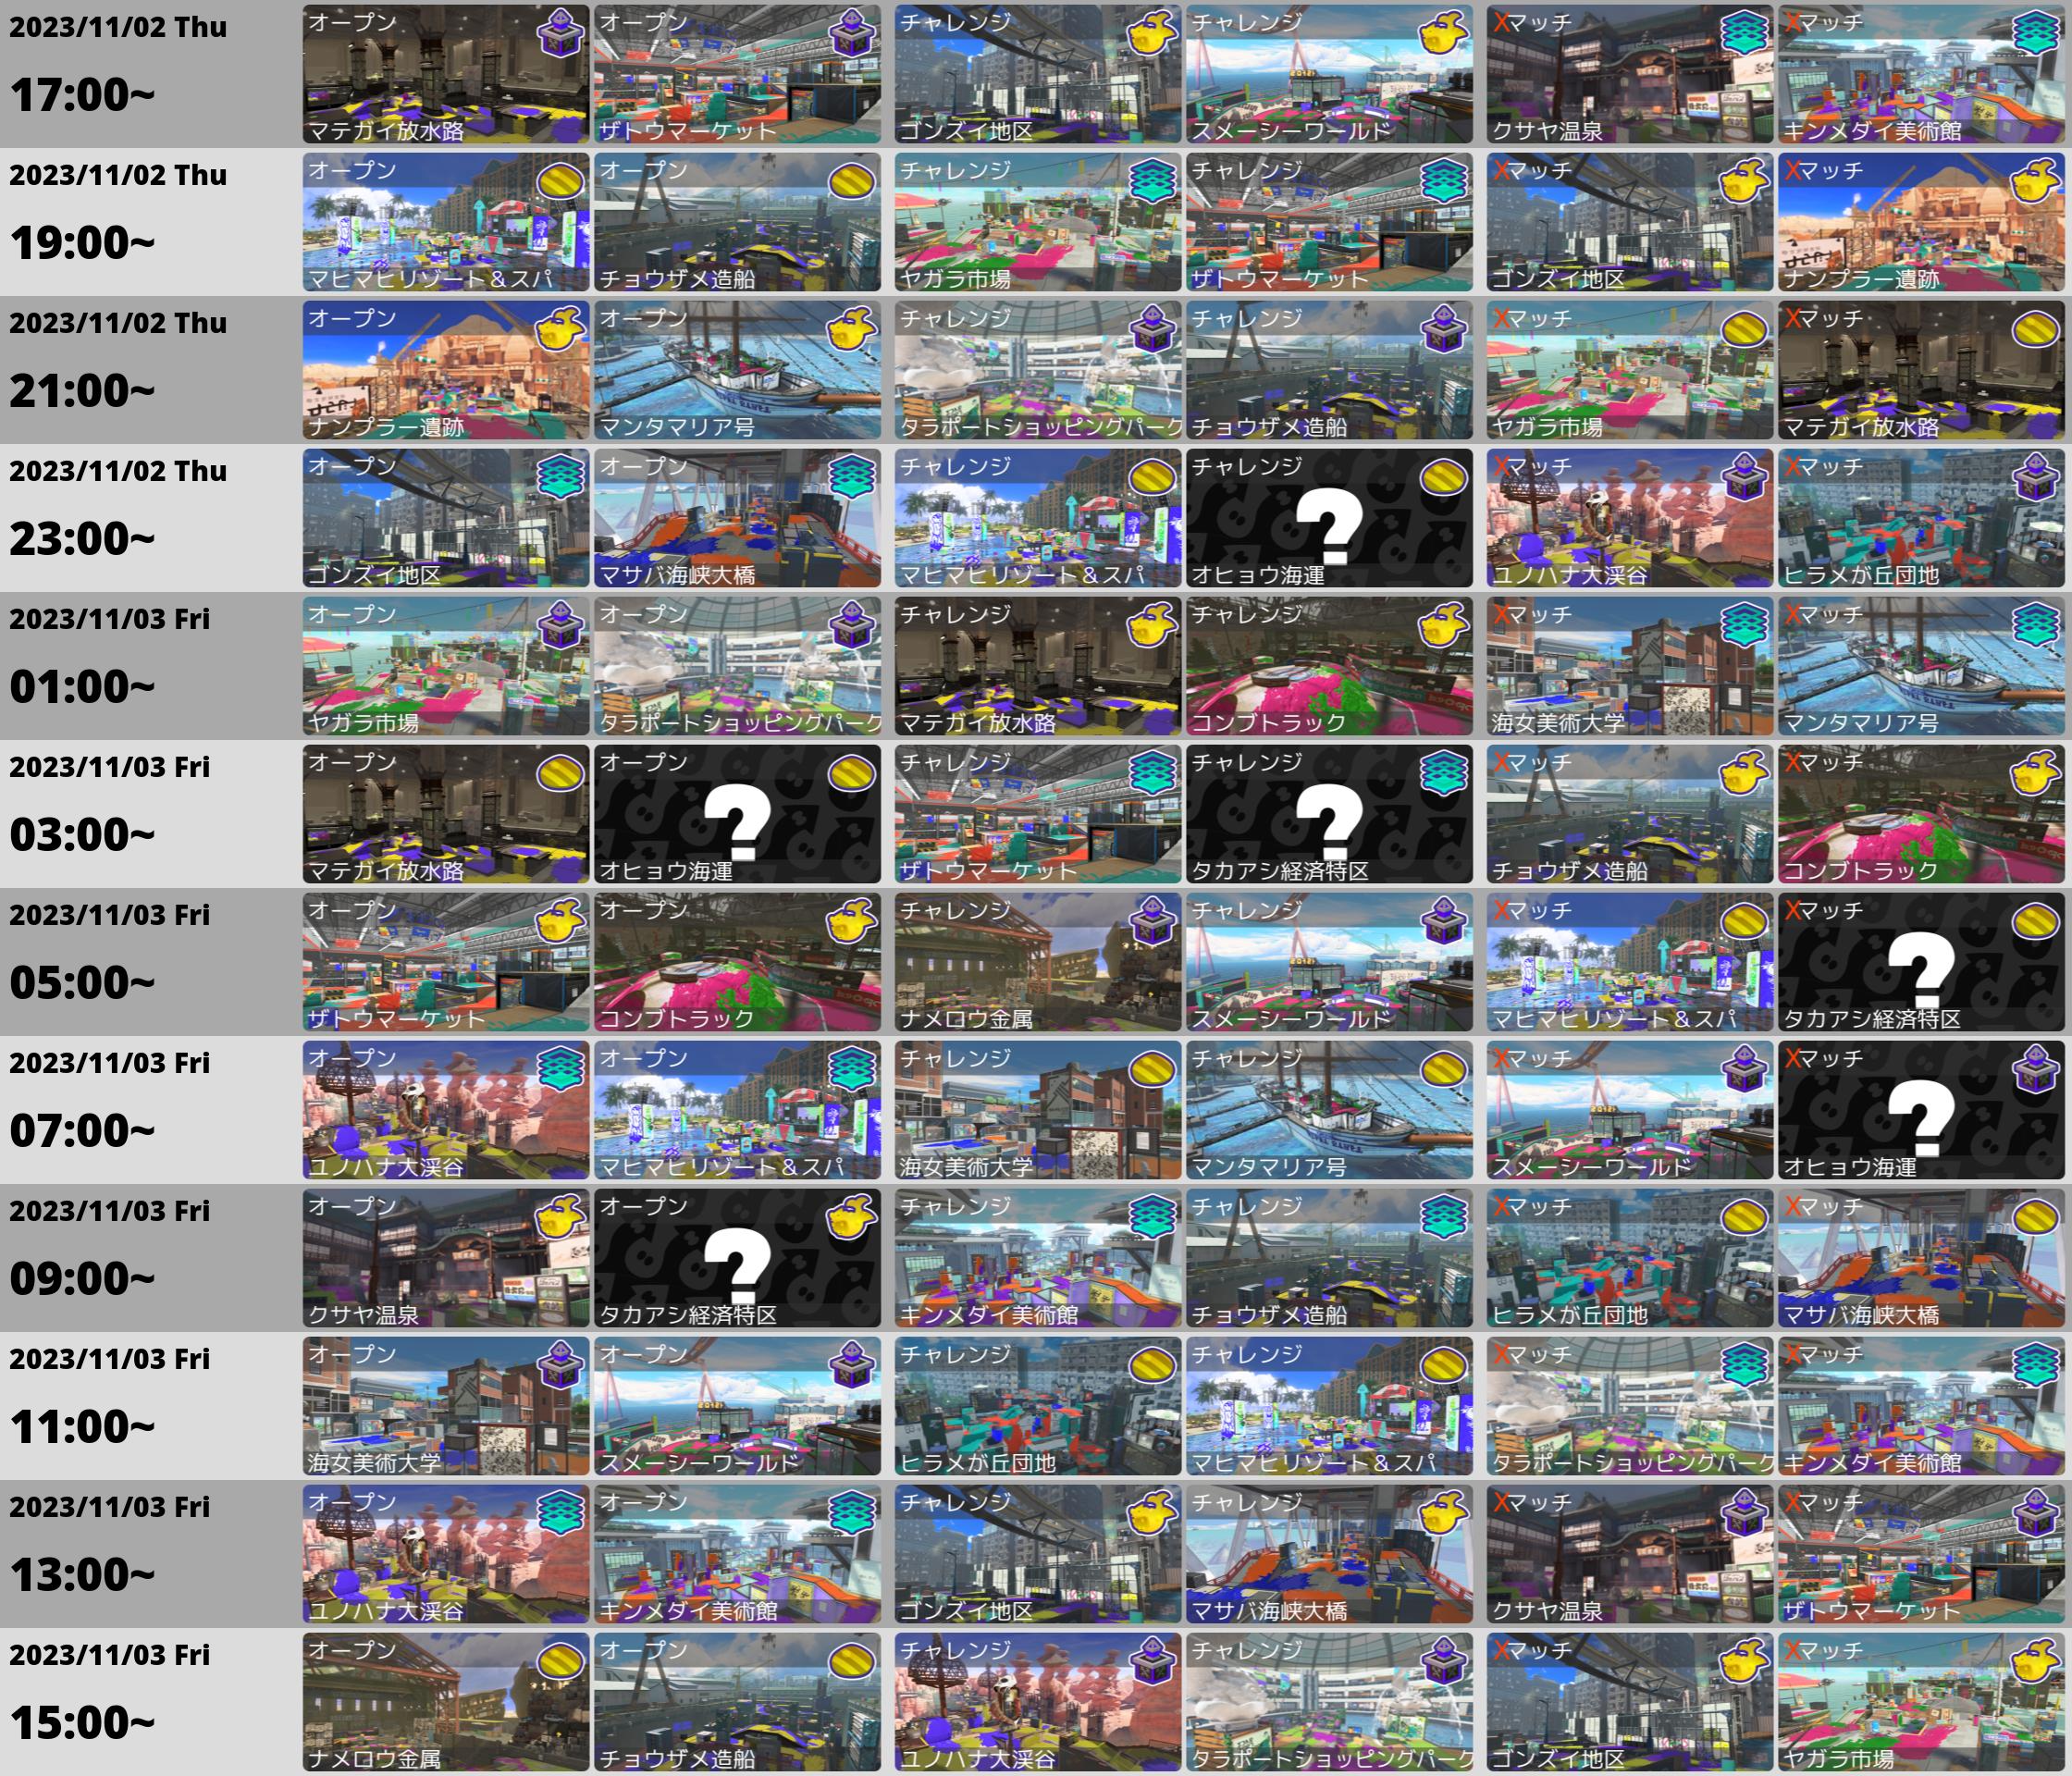 2023/11/02 Thu
17:00~
オープン オープン チャレンジ チャレンジ Xマッチ Xマッチ
マテガイ放水路 ザトウマーケット ゴンズイ地区 スメーシーワールド クサヤ温泉 キンメダイ美術館
2023/11/02 Thu
19:00~
オープン オープン チャレンジ チャレンジ Xマッチ Xマッチ
マヒマヒリゾート&スパ チョウザメ造船 ヤガラ市場 ザトウマーケット ゴンズイ地区 ナンプラー遺跡
2023/11/02 Thu
21:00~
オープン オープン チャレンジ チャレンジ Xマッチ Xマッチ
ナンプラー遺跡 マンタマリア号 タラポートショッピングパーク チョウザメ造船 ヤガラ市場 マテガイ放水路
2023/11/02 Thu
23:00~
オープン オープン チャレンジ チャレンジ Xマッチ Xマッチ
?
ゴンズイ地区 マサバ海峡大橋 マヒマヒリゾート&スパ オヒョウ海運 ユノハナ大渓谷 ヒラメが丘団地
2023/11/03 Fri
01:00~
オープン オープン チャレンジ チャレンジ Xマッチ Xマッチ
ヤガラ市場 タラポートショッピングパーク マテガイ放水路 コンブトラック 海女美術大学 マンタマリア号
2023/11/03 Fri
03:00~
オープン オープン チャレンジ チャレンジ Xマッチ Xマッチ
? ?
マテガイ放水路 オヒョウ海運 ザトウマーケット タカアシ経済特区 チョウザメ造船 コンブトラック
2023/11/03 Fri
05:00~
オープン オープン チャレンジ チャレンジ Xマッチ Xマッチ
?
ザトウマーケット コンブトラック ナメロウ金属 スメーシーワールド マヒマヒリゾート&スパ タカアシ経済特区
2023/11/03 Fri
07:00~
オープン オープン チャレンジ チャレンジ Xマッチ Xマッチ
?
ユノハナ大渓谷 マヒマヒリゾート&スパ 海女美術大学 マンタマリア号 スメーシーワールド オヒョウ海運
2023/11/03 Fri
09:00~
オープン オープン チャレンジ チャレンジ Xマッチ Xマッチ
?
クサヤ温泉 タカアシ経済特区 キンメダイ美術館 チョウザメ造船 ヒラメが丘団地 マサバ海峡大橋
2023/11/03 Fri
11:00~
オープン オープン チャレンジ チャレンジ Xマッチ Xマッチ
海女美術大学 スメーシーワールド ヒラメが丘団地 マヒマヒリゾート&スパ タラポートショッピングパーク キンメダイ美術館
2023/11/03 Fri
13:00~
オープン オープン チャレンジ チャレンジ Xマッチ Xマッチ
ユノハナ大渓谷 キンメダイ美術館 ゴンズイ地区 マサバ海峡大橋 クサヤ温泉 ザトウマーケット
2023/11/03 Fri
15:00~
オープン オープン チャレンジ チャレンジ Xマッチ Xマッチ
ナメロウ金属 チョウザメ造船 ユノハナ大渓谷 タラポートショッピングパーク ゴンズイ地区 ヤガラ市場